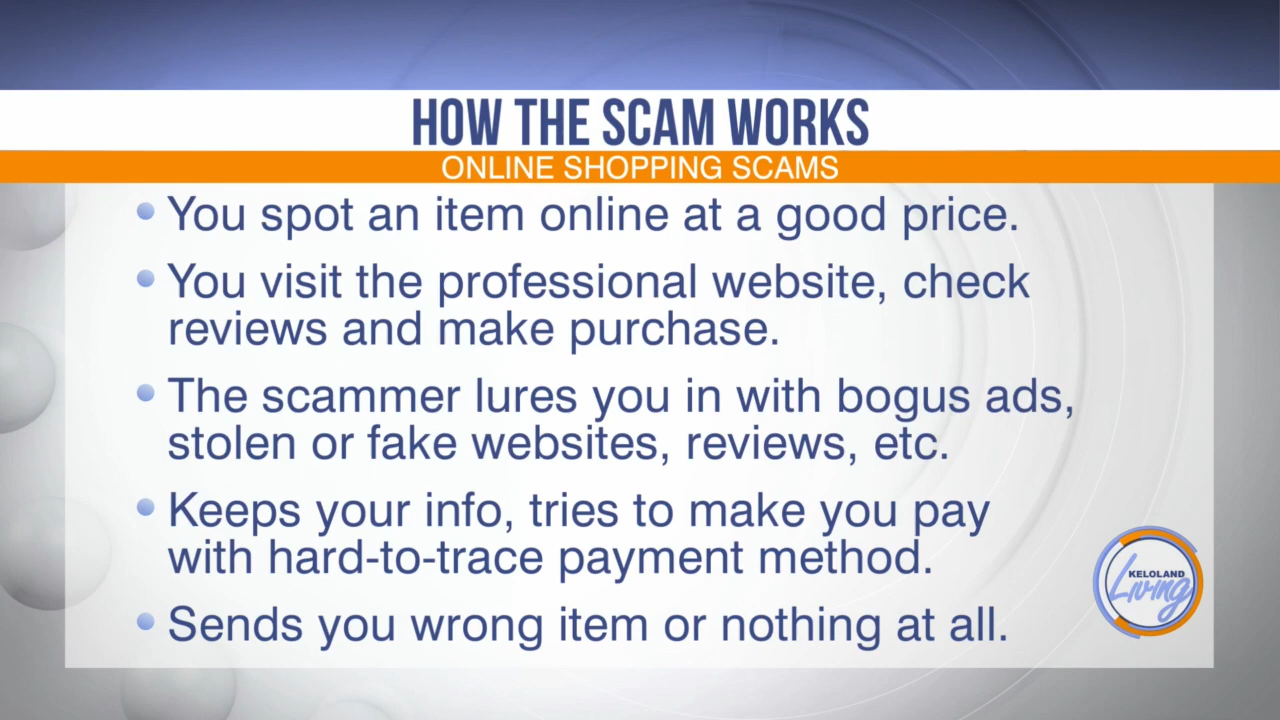 HOW THE SCAM WORKS
ONLINE SHOPPING SCAMS
• You spot an item online at a good price.
• You visit the professional website, check
reviews and make purchase.
• The scammer lures you in with bogus ads,
stolen or fake websites, reviews, etc.
• Keeps your info, tries to make you pay
with hard-to-trace payment method.
• Sends you wrong item or nothing at all.
KELOLAND
Living